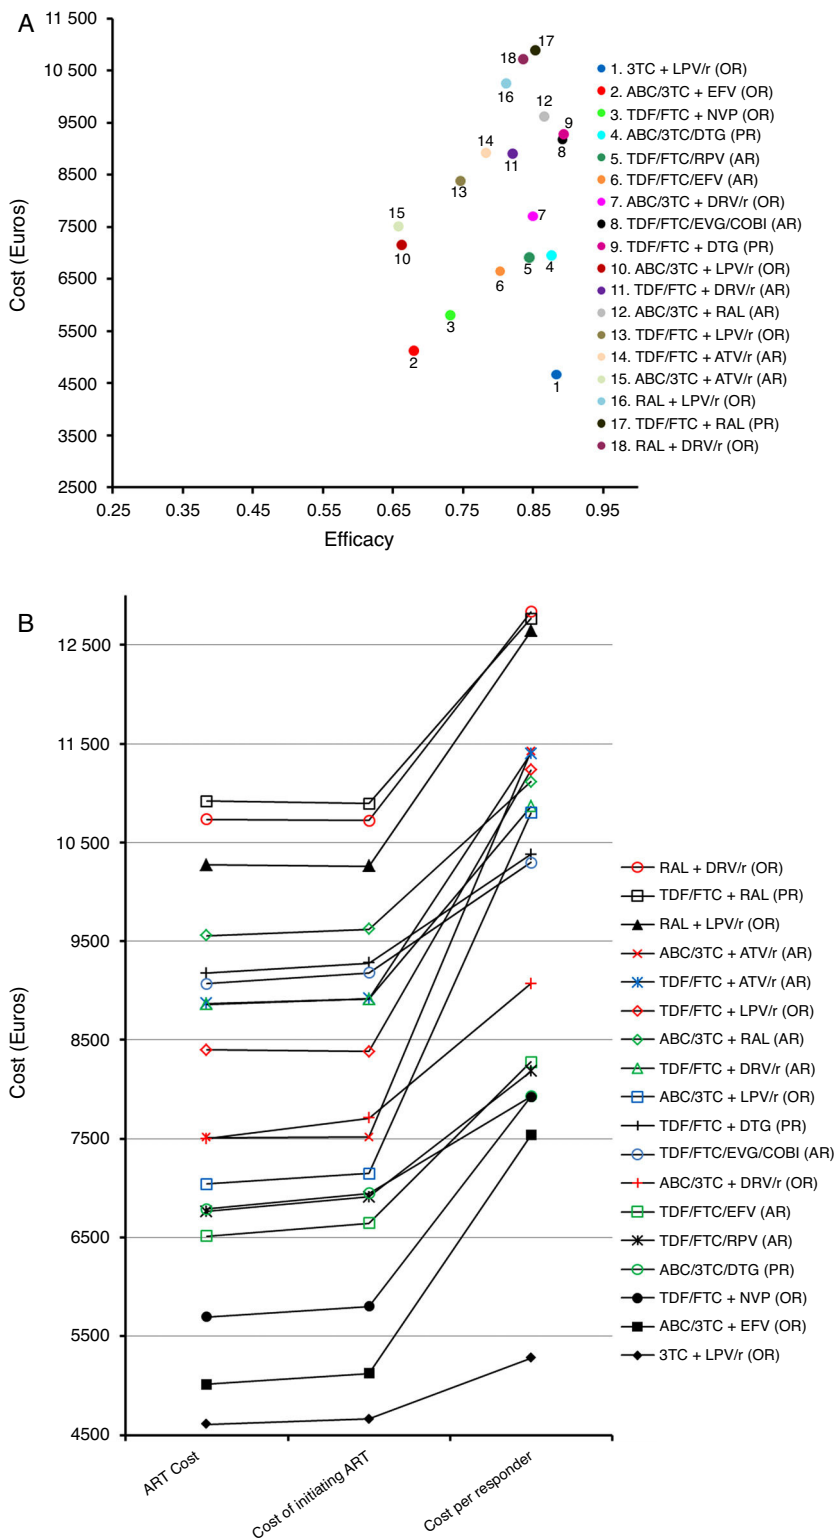 A
11 500
10 500
9500
8500
7500
6500
5500
4500
3500
2500
Cost (Euros)
0.25 0.35 0.45 0.55 0.65 0.75 0.85 0.95
Efficacy
17
18
16
12
9
8
14
11
13
15
10
7
5
4
6
3
2
1
1. 3TC + LPV/r (OR)
2. ABC/3TC + EFV (OR)
3. TDF/FTC + NVP (OR)
4. ABC/3TC/DTG (PR)
5. TDF/FTC/RPV (AR)
6. TDF/FTC/EFV (AR)
7. ABC/3TC + DRV/r (OR)
8. TDF/FTC/EVG/COBI (AR)
9. TDF/FTC + DTG (PR)
10. ABC/3TC + LPV/r (OR)
11. TDF/FTC + DRV/r (AR)
12. ABC/3TC + RAL (AR)
13. TDF/FTC + LPV/r (OR)
14. TDF/FTC + ATV/r (AR)
15. ABC/3TC + ATV/r (AR)
16. RAL + LPV/r (OR)
17. TDF/FTC + RAL (PR)
18. RAL + DRV/r (OR)
B
12 500
11 500
10 500
9500
8500
7500
6500
5500
4500
Cost (Euros)
ART Cost
Cost of initiating ART
Cost per responder
RAL + DRV/r (OR)
TDF/FTC + RAL (PR)
RAL + LPV/r (OR)
ABC/3TC + ATV/r (AR)
TDF/FTC + ATV/r (AR)
TDF/FTC + LPV/r (OR)
ABC/3TC + RAL (AR)
TDF/FTC + DRV/r (AR)
ABC/3TC + LPV/r (OR)
TDF/FTC + DTG (PR)
TDF/FTC/EVG/COBI (AR)
ABC/3TC + DRV/r (OR)
TDF/FTC/EFV (AR)
TDF/FTC/RPV (AR)
ABC/3TC/DTG (PR)
TDF/FTC + NVP (OR)
ABC/3TC + EFV (OR)
3TC + LPV/r (OR)